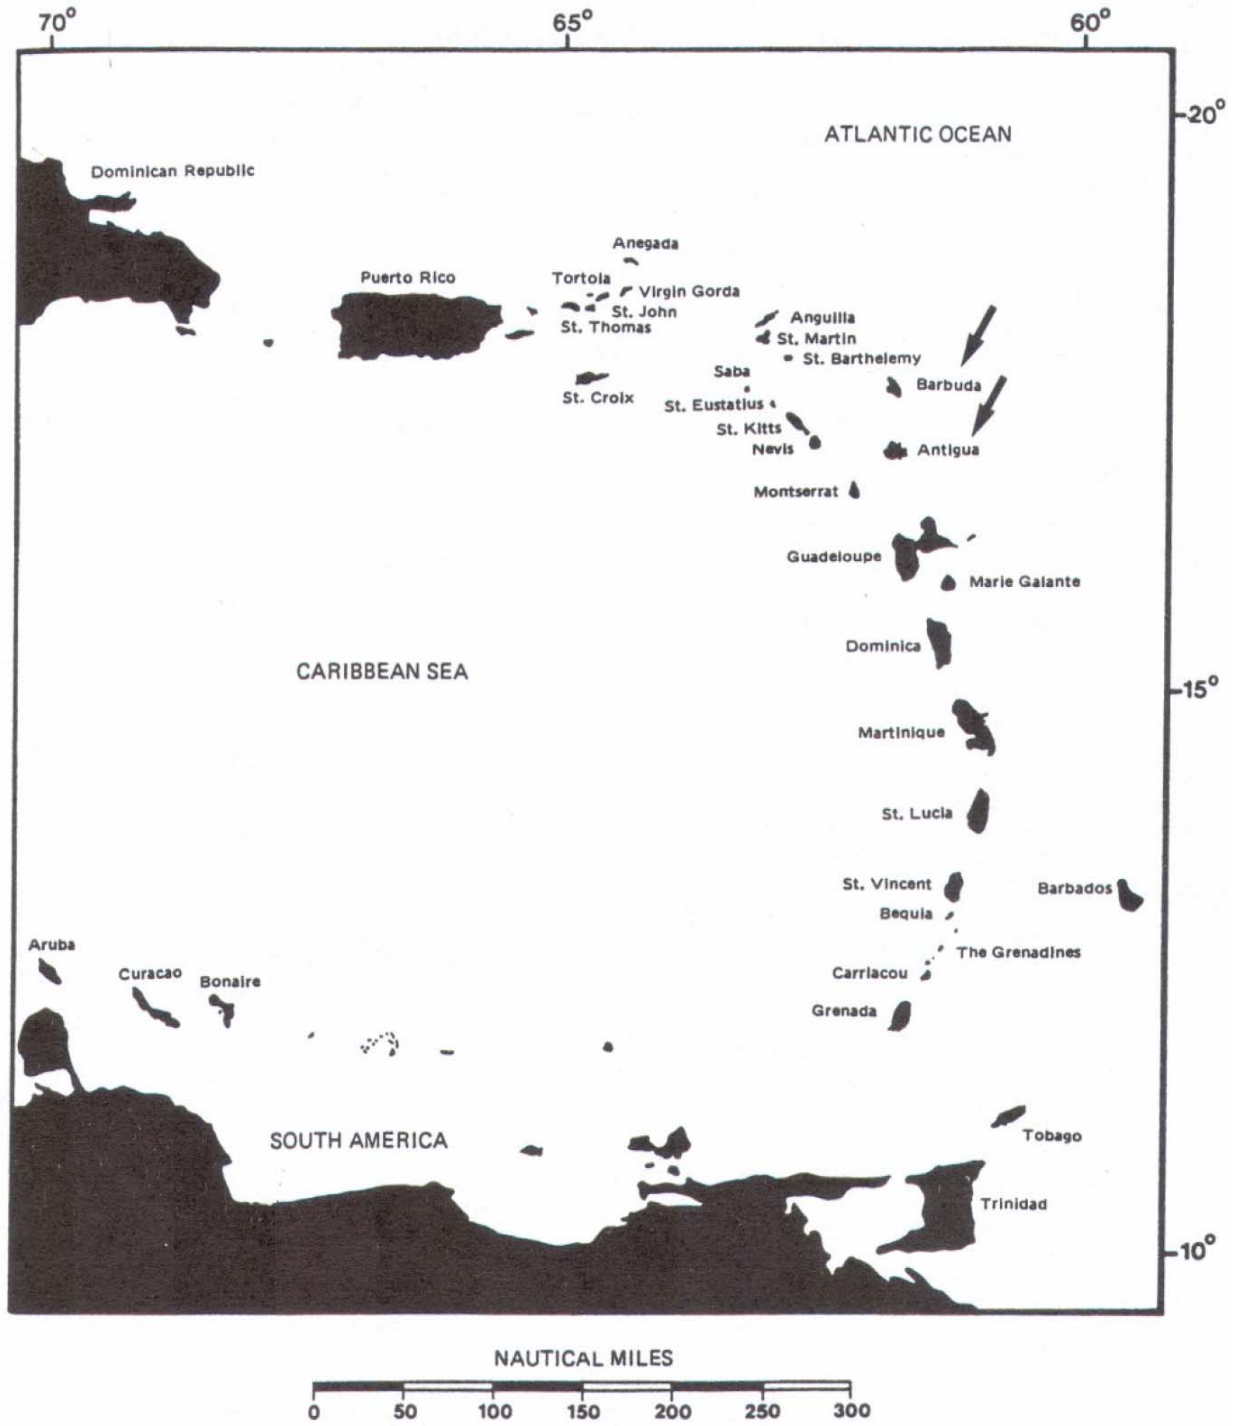 70° 65° 60°
20°
ATLANTIC OCEAN
Dominican Republic
Anegada
Puerto Rico
Tortola
Virgin Gorda
St. John
St. Thomas
Anguilla
St. Martin
St. Barthelemy
Saba
Barbuda
St. Croix
St. Eustatius
St. Kitts
Nevis
Antigua
Montserrat
Guadeloupe
Marie Galante
Dominica
CARIBBEAN SEA
15°
Martinique
St. Lucia
St. Vincent
Barbados
Bequia
Aruba
The Grenadines
Curacao
Carriacou
Bonaire
Grenada
SOUTH AMERICA
Tobago
Trinidad
10°
NAUTICAL MILES
0 50 100 150 200 250 300